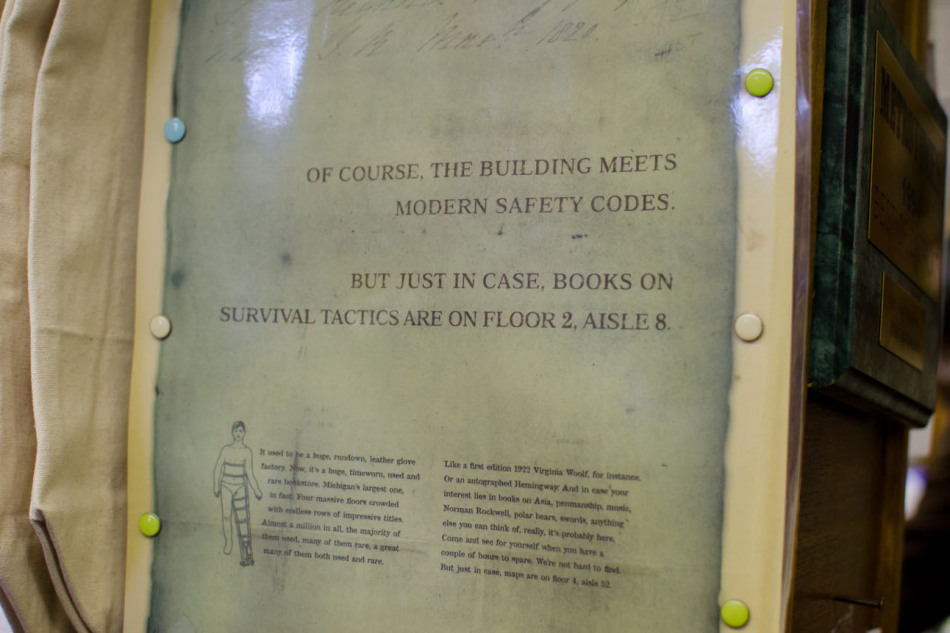 March 1820.
OF COURSE, THE BUILDING MEETS
MODERN SAFETY CODES.
BUT JUST IN CASE, BOOKS ON
SURVIVAL TACTICS ARE ON FLOOR 2, AISLE 8.
It used to be a huge, rundown, leather glove
factory. Now, it's a huge, timeworn, used and
rare bookstore. Michigan's largest one,
in fact. Four massive floors crowded
with endless rows of impressive titles.
Almost a million in all, the majority of
them used, many of them rare, a great
many of them both used and rare.
Like a first edition 1922 Virginia Woolf, for instance.
Or an autographed Hemingway. And in case your
interest lies in books on Asia, penmanship, music,
Norman Rockwell, polar bears, swords, anything
else you can think of, really, it's probably here.
Come and see for yourself when you have a
couple of hours to spare. We're not hard to find.
But just in case, maps are on floor 4, aisle 52.